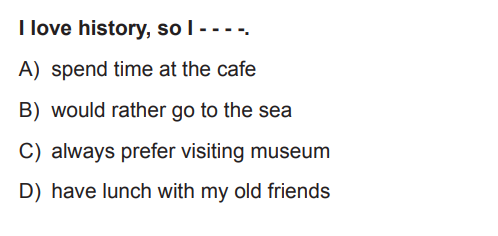 I love history, so I - - - -.
A) spend time at the cafe
B) would rather go to the sea
C) always prefer visiting museum
D) have lunch with my old friends